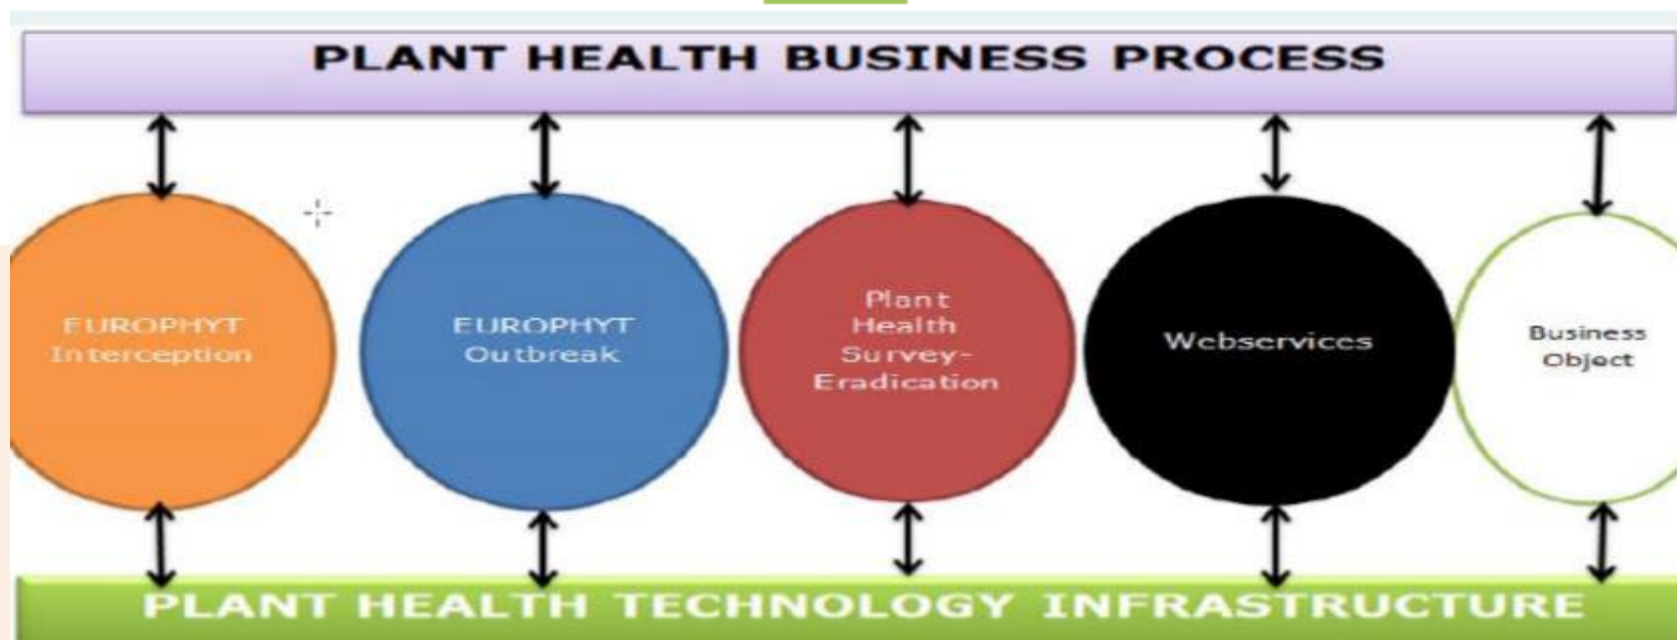 PLANT HEALTH BUSINESS PROCESS
EUROPHYT
Interception
EUROPHYT
Outbreak
Plant
Health
Survey-
Eradication
Webservices
Business
Object
PLANT HEALTH TECHNOLOGY INFRASTRUCTURE